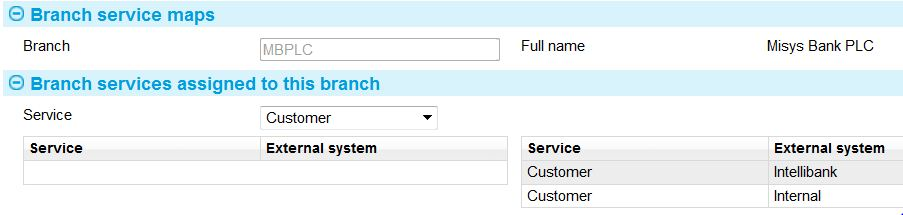 Branch service maps
Branch MBPLC Full name Misys Bank PLC
Branch services assigned to this branch
Service Customer
Service External system Service External system
Customer Intellibank
Customer Internal